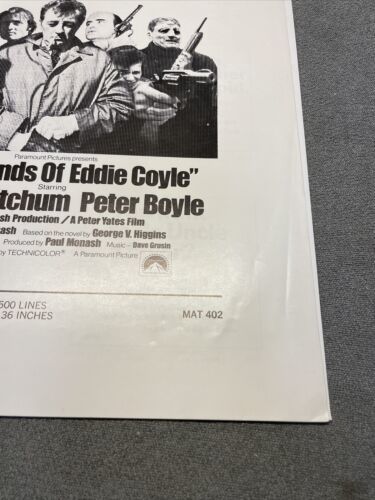 Paramount Pictures presents
nds Of Eddie Coyle"
Starring
tchum Peter Boyle
sh Production / A Peter Yates Film
ash Based on the novel by George V. Higgins
Produced by Paul Monash Music – Dave Grusin
by TECHNICOLOR® A Paramount Picture
500 LINES
36 INCHES
MAT 402